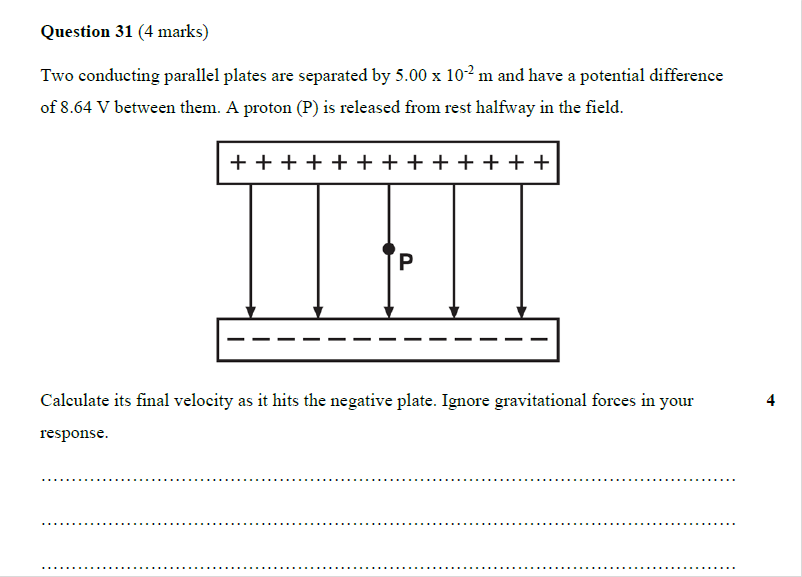 Question 31 (4 marks)
Two conducting parallel plates are separated by 5.00 x 10⁻² m and have a potential difference
of 8.64 V between them. A proton (P) is released from rest halfway in the field.
+ + + + + + + + + + + + +
P
− − − − − − − − − − − − −
Calculate its final velocity as it hits the negative plate. Ignore gravitational forces in your 4
response.